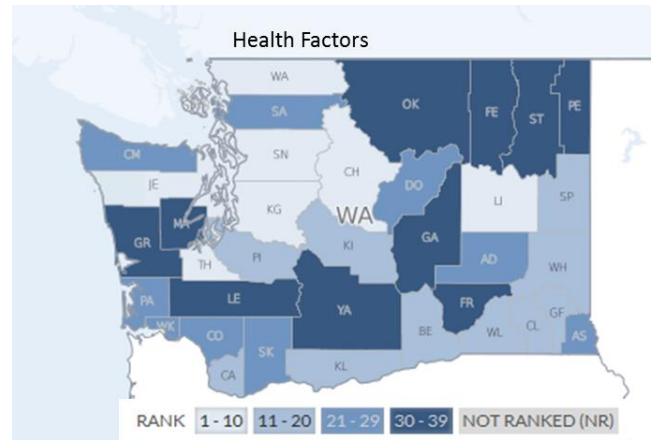 Health Factors
WA
OK
FE
ST
PE
SA
CM
SN
CH
JE
DO
LI
SP
KG
WA
MA
GR
KI
GA
TH
PI
AD
WH
LE
YA
FR
PA
WK
CO
SK
BE
WL
CL
GF
AS
CA
KL
RANK 1 - 10 11 - 20 21 - 29 30 - 39 NOT RANKED (NR)